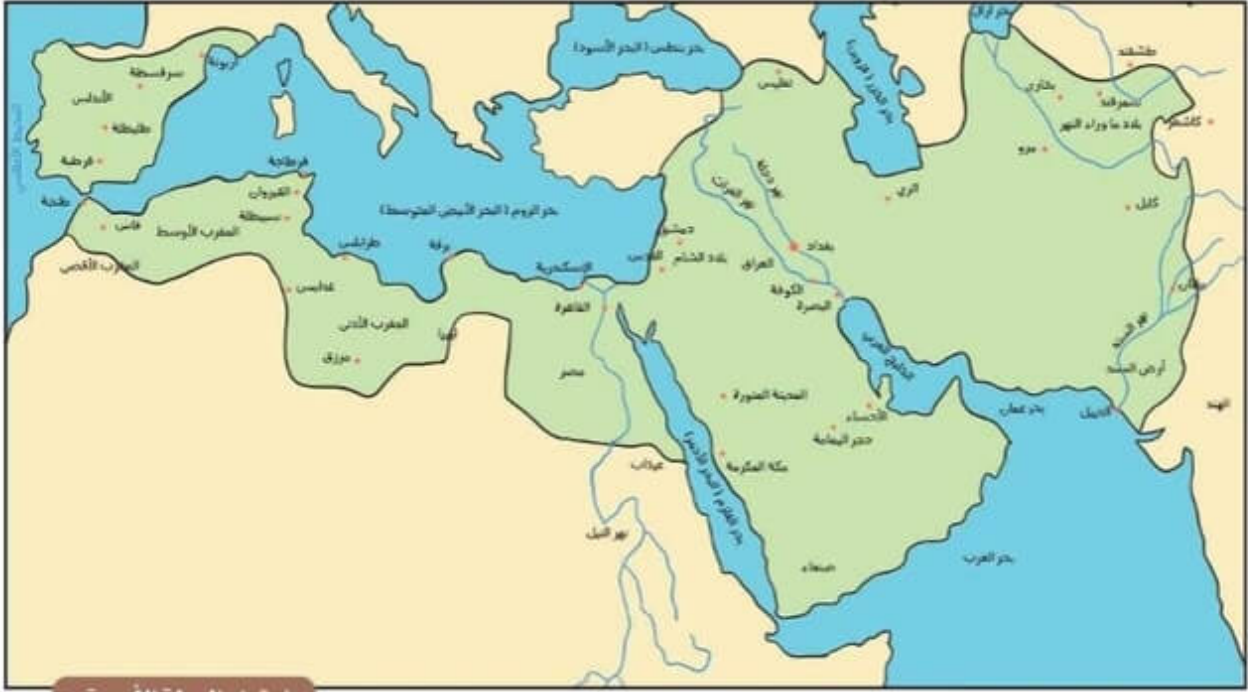 بحر آرال
بحر بنطس (البحر الأسود)
بحر الخزر (قزوين)
طشقند
أربونة
سرقسطة
الأندلس
طليطلة
قرطبة
تفليس
بخارى
سمرقند
بلاد ما وراء النهر
كاشغر
مرو
طنجة
قرطاجة
القيروان
سبيطلة
فاس
المغرب الأوسط
المغرب الأقصى
بحر الروم (البحر الأبيض المتوسط)
نهر دجلة
نهر الفرات
الري
كابل
طرابلس
برقة
دمشق
القدس
بلاد الشام
بغداد
العراق
الكوفة
البصرة
الإسكندرية
القاهرة
غدامس
المغرب الأدنى
ليبيا
مرزق
مصر
الخليج العربي
نهر السند
أرض السند
الديبل
الهند
المدينة المنورة
الأحساء
حجر اليمامة
بحر عمان
مكة المكرمة
بحر القلزم (البحر الأحمر)
عيذاب
نهر النيل
صنعاء
بحر العرب